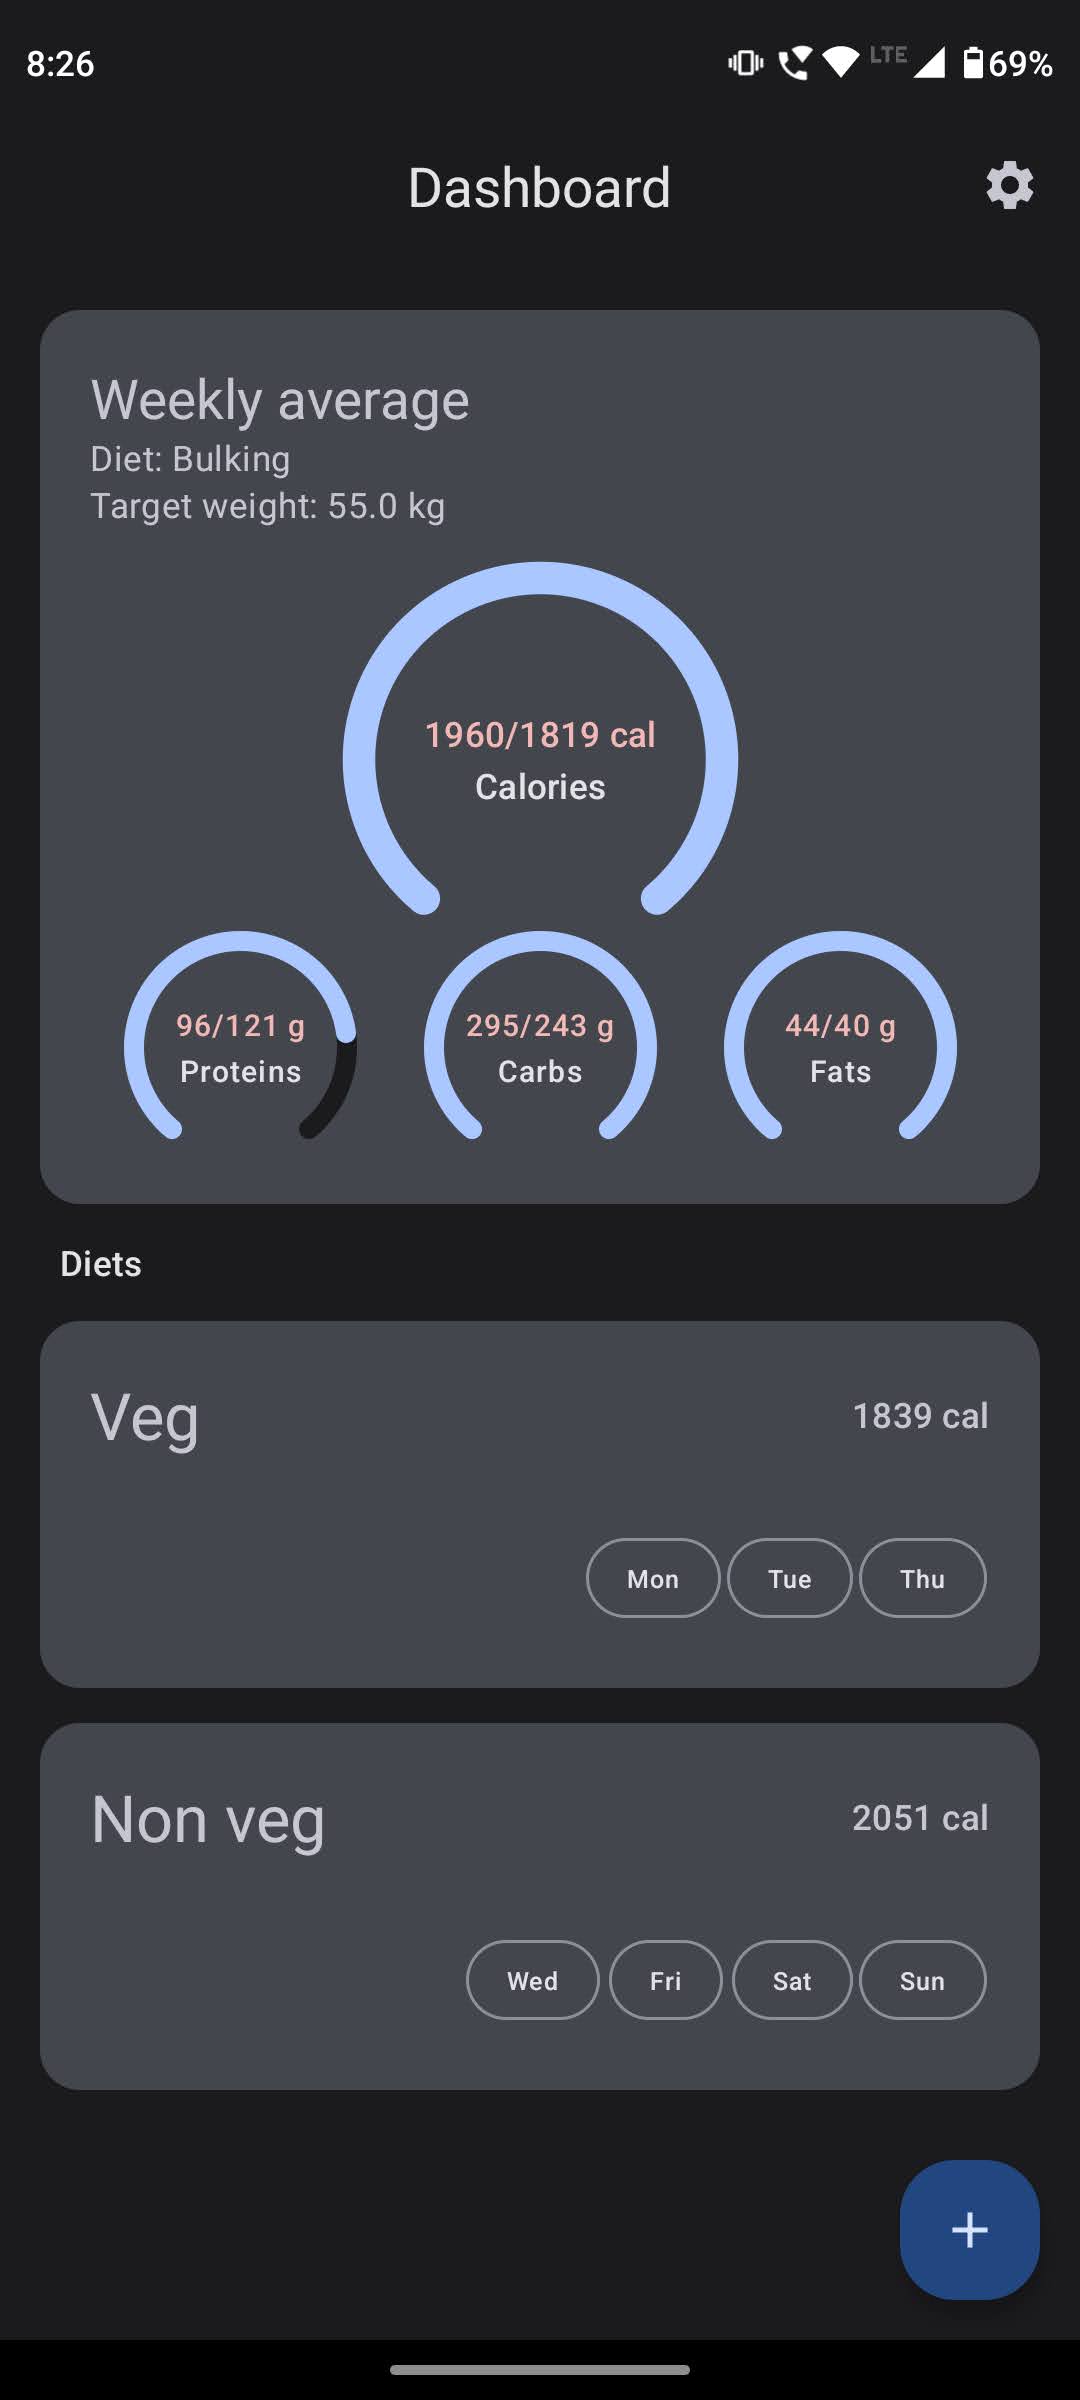 8:26
LTE
69%
Dashboard
Weekly average
Diet: Bulking
Target weight: 55.0 kg
1960/1819 cal
Calories
96/121 g
Proteins
295/243 g
Carbs
44/40 g
Fats
Diets
Veg
1839 cal
Mon
Tue
Thu
Non veg
2051 cal
Wed
Fri
Sat
Sun